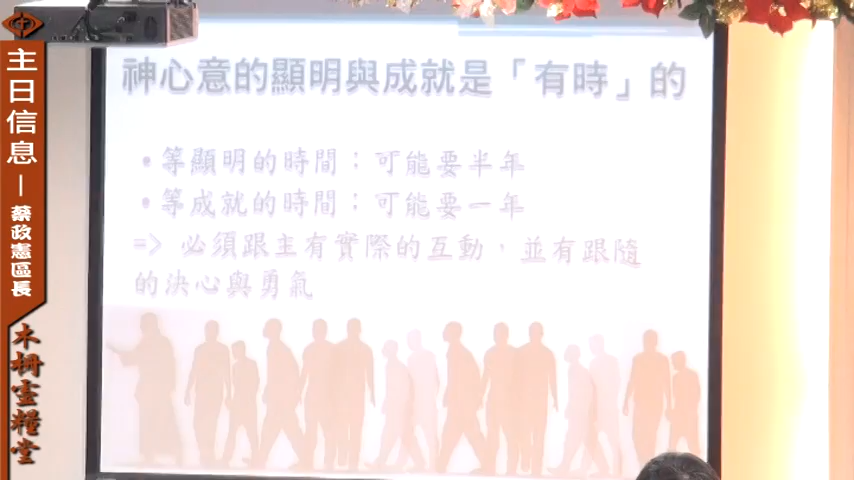 主日信息—蔡政憲區長
木柵靈糧堂
神心意的顯明與成就是「有時」的
•等顯明的時間：可能要半年
•等成就的時間：可能要一年
=> 必須跟主有實際的互動，並有跟隨
的決心與勇氣